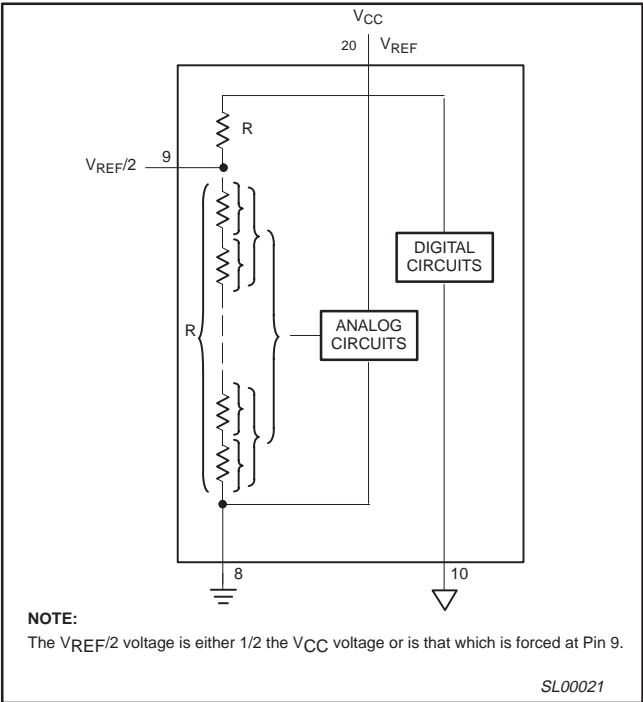 VCC
20 VREF
R
VREF/2 9
DIGITAL
CIRCUITS
R
ANALOG
CIRCUITS
8 10
NOTE:
The VREF/2 voltage is either 1/2 the VCC voltage or is that which is forced at Pin 9.
SL00021